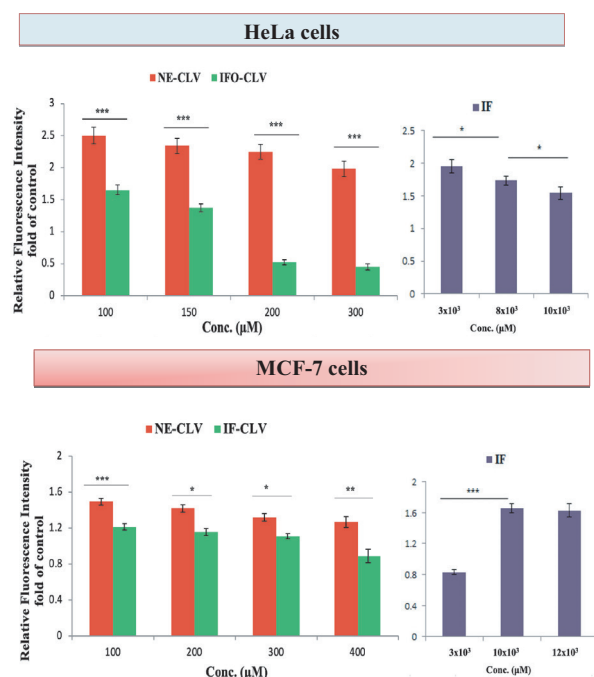 HeLa cells
NE-CLV IFO-CLV
IF
Relative Fluorescence Intensity
fold of control
3
2.5
2
1.5
1
0.5
0
*** *** *** ***
100 150 200 300
Conc. (µM)
2.5
2
1.5
1
0.5
0
* *
3x10³ 8x10³ 10x10³
Conc. (µM)
MCF-7 cells
NE-CLV IF-CLV
IF
Relative Fluorescence Intensity
fold of control
2
1.6
1.2
0.8
0.4
0
*** * * **
100 200 300 400
Conc. (µM)
2
1.6
1.2
0.8
0.4
0
***
3x10³ 10x10³ 12x10³
Conc. (µM)